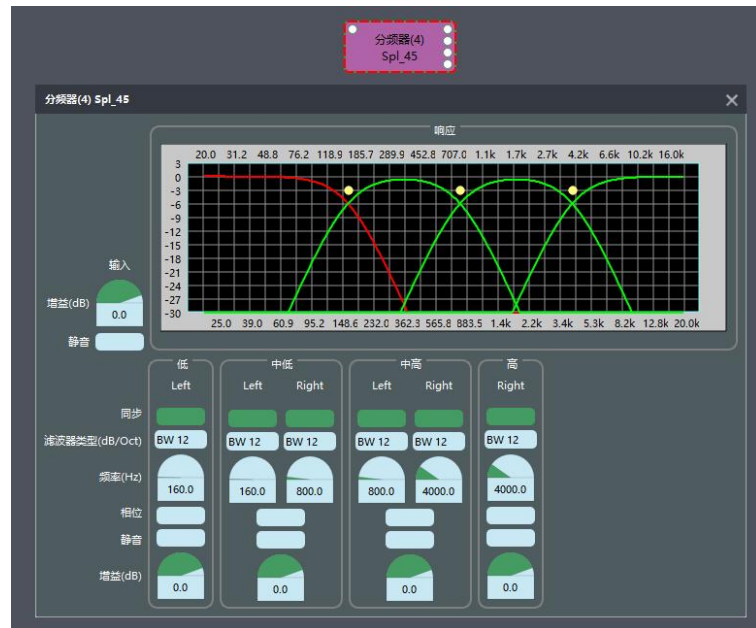 分频器(4)
Spl_45
分频器(4) Spl_45
响应
20.0 31.2 48.8 76.2 118.9 185.7 289.9 452.8 707.0 1.1k 1.7k 2.7k 4.2k 6.6k 10.2k 16.0k
3
0
-3
-6
-9
-12
-15
-18
-21
-24
-27
-30
25.0 39.0 60.9 95.2 148.6 232.0 362.3 565.8 883.5 1.4k 2.2k 3.4k 5.3k 8.2k 12.8k 20.0k
输入
增益(dB)
0.0
静音
低 中低 中高 高
Left Left Right Left Right Right
同步
滤波器类型(dB/Oct) BW 12 BW 12 BW 12 BW 12 BW 12 BW 12
频率(Hz) 160.0 160.0 800.0 800.0 4000.0 4000.0
相位
静音
增益(dB) 0.0 0.0 0.0 0.0